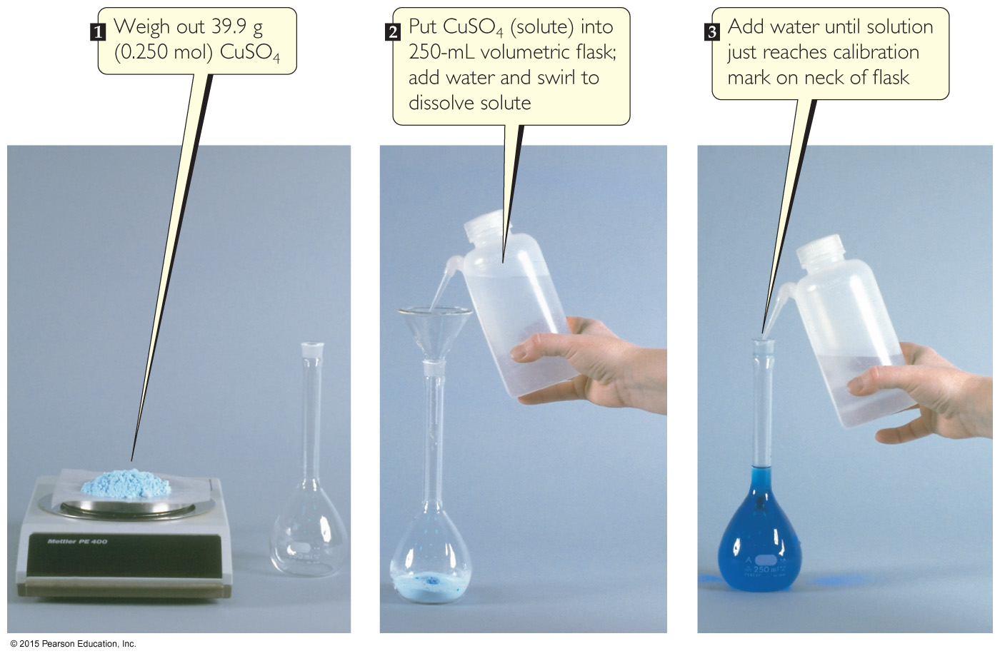 1 Weigh out 39.9 g
(0.250 mol) CuSO₄
2 Put CuSO₄ (solute) into
250-mL volumetric flask;
add water and swirl to
dissolve solute
3 Add water until solution
just reaches calibration
mark on neck of flask
Mettler PE 400
A
250 ml
© 2015 Pearson Education, Inc.